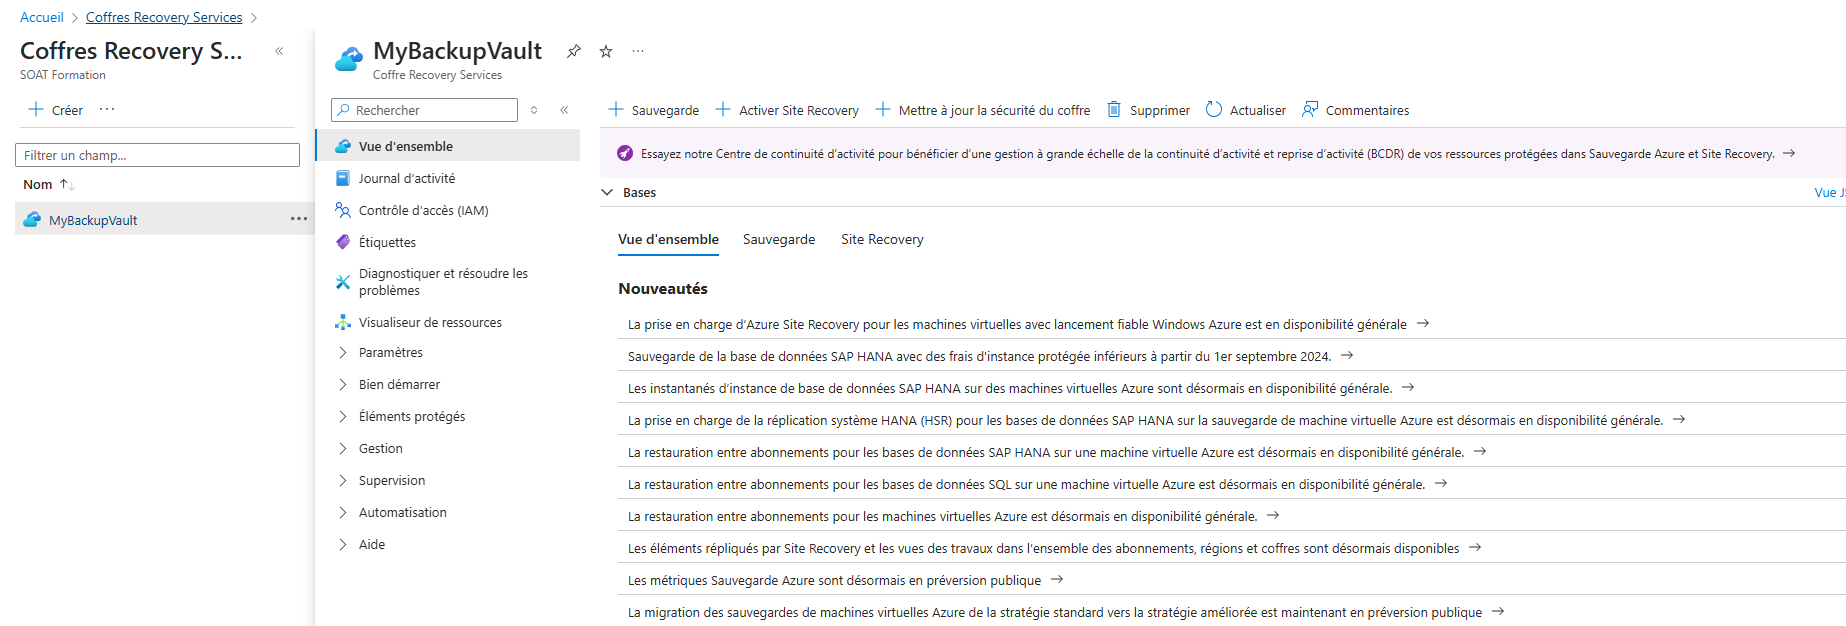 Accueil > Coffres Recovery Services >
Coffres Recovery S...
SOAT Formation
Créer ...
Filtrer un champ...
Nom
MyBackupVault ...
MyBackupVault ...
Coffre Recovery Services
Rechercher
Vue d'ensemble
Journal d'activité
Contrôle d'accès (IAM)
Étiquettes
Diagnostiquer et résoudre les
problèmes
Visualiseur de ressources
Paramètres
Bien démarrer
Éléments protégés
Gestion
Supervision
Automatisation
Aide
Sauvegarde Activer Site Recovery Mettre à jour la sécurité du coffre Supprimer Actualiser Commentaires
Essayez notre Centre de continuité d'activité pour bénéficier d'une gestion à grande échelle de la continuité d'activité et reprise d'activité (BCDR) de vos ressources protégées dans Sauvegarde Azure et Site Recovery. →
Bases
Vue
Vue d'ensemble Sauvegarde Site Recovery
Nouveautés
La prise en charge d'Azure Site Recovery pour les machines virtuelles avec lancement fiable Windows Azure est en disponibilité générale →
Sauvegarde de la base de données SAP HANA avec des frais d'instance protégée inférieurs à partir du 1er septembre 2024. →
Les instantanés d'instance de base de données SAP HANA sur des machines virtuelles Azure sont désormais en disponibilité générale. →
La prise en charge de la réplication système HANA (HSR) pour les bases de données SAP HANA sur la sauvegarde de machine virtuelle Azure est désormais en disponibilité générale. →
La restauration entre abonnements pour les bases de données SAP HANA sur une machine virtuelle Azure est désormais en disponibilité générale. →
La restauration entre abonnements pour les bases de données SQL sur une machine virtuelle Azure est désormais en disponibilité générale. →
La restauration entre abonnements pour les machines virtuelles Azure est désormais en disponibilité générale. →
Les éléments répliqués par Site Recovery et les vues des travaux dans l'ensemble des abonnements, régions et coffres sont désormais disponibles →
Les métriques Sauvegarde Azure sont désormais en préversion publique →
La migration des sauvegardes de machines virtuelles Azure de la stratégie standard vers la stratégie améliorée est maintenant en préversion publique →